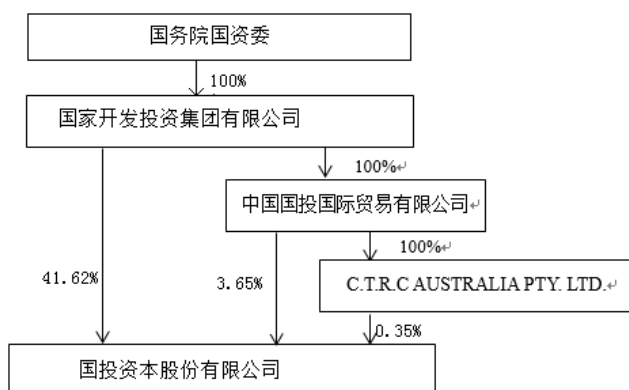 国务院国资委
100%
国家开发投资集团有限公司
100%
中国国投国际贸易有限公司
100%
41.62%
3.65%
C.T.R.C AUSTRALIA PTY. LTD.
0.35%
国投资本股份有限公司